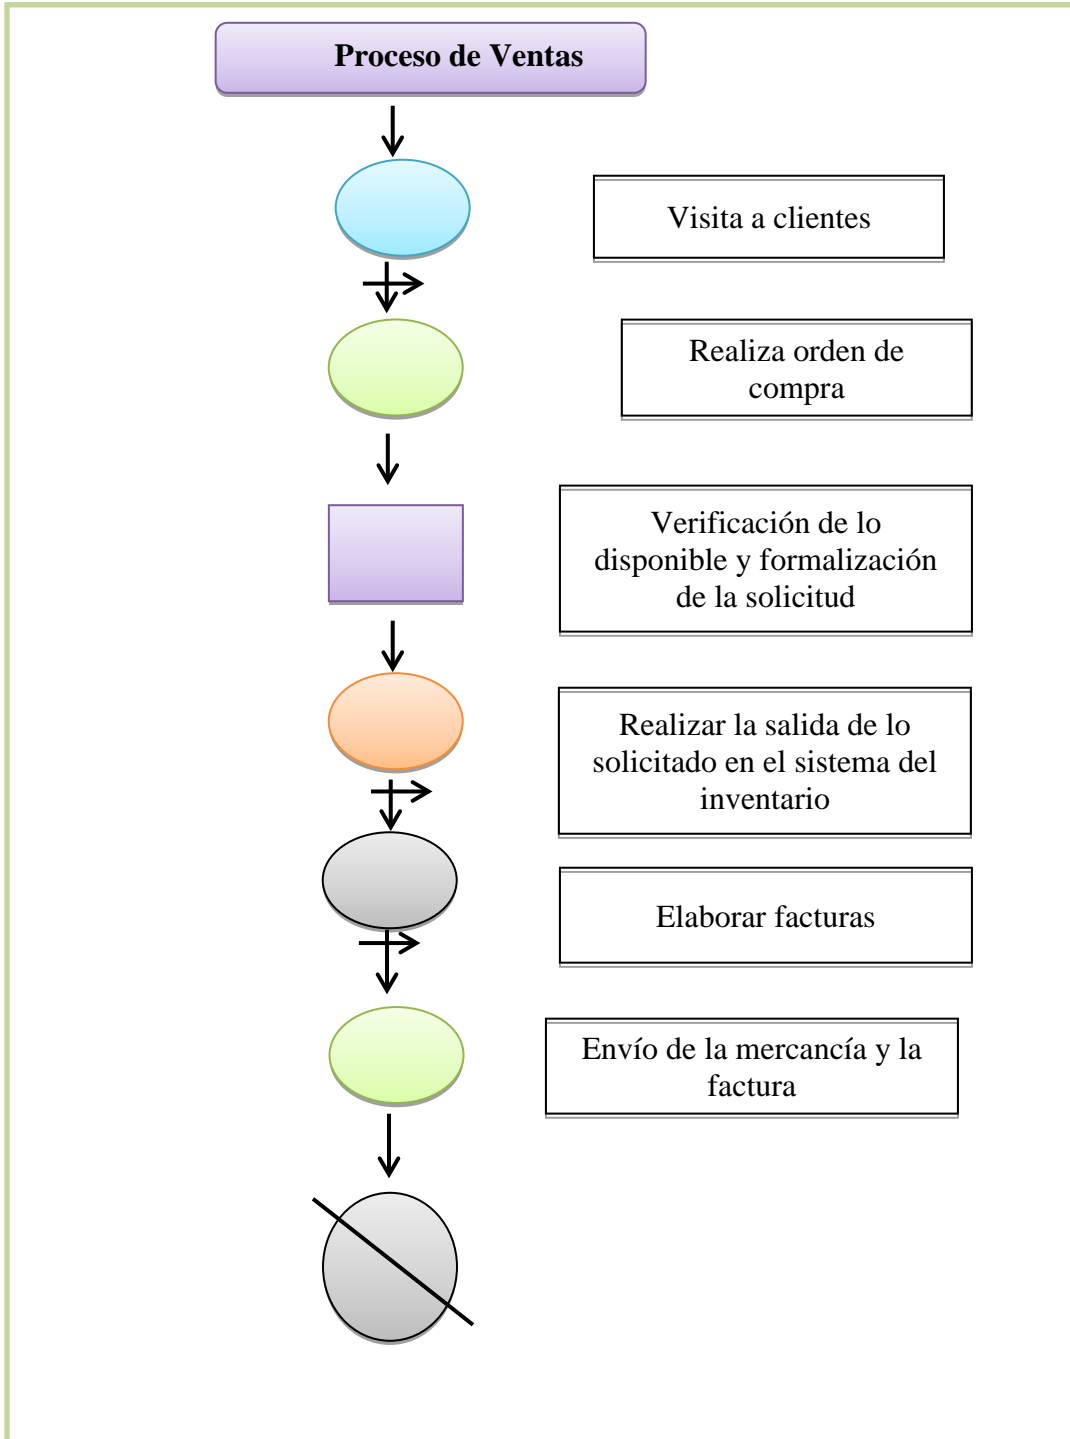 Proceso de Ventas
Visita a clientes
Realiza orden de
compra
Verificación de lo
disponible y formalización
de la solicitud
Realizar la salida de lo
solicitado en el sistema del
inventario
Elaborar facturas
Envío de la mercancía y la
factura